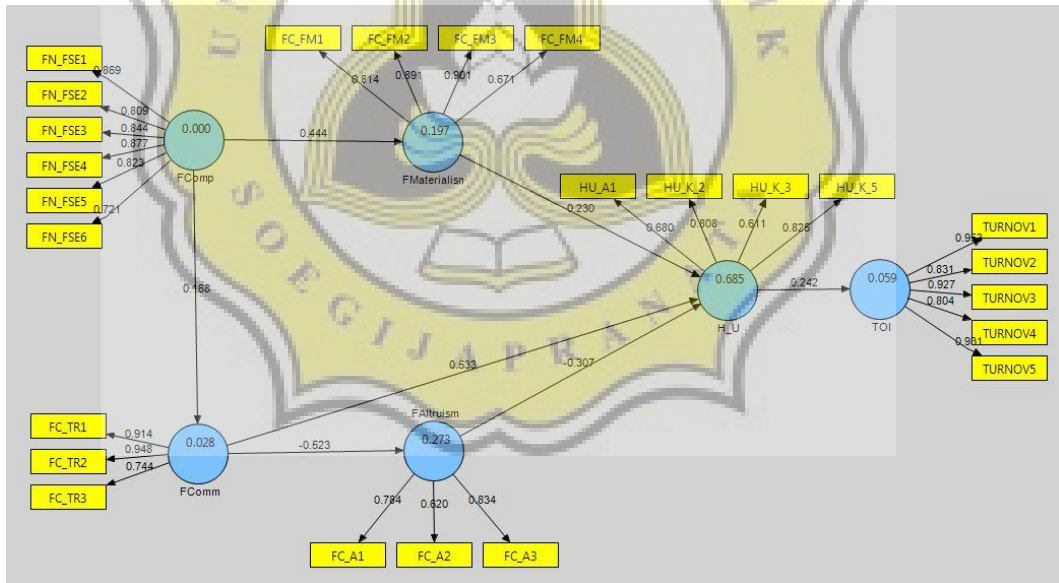 FC_FM1
FC_FM2
FC_FM3
FC_FM4
0.814
0.891
0.901
0.671
FN_FSE1
FN_FSE2
FN_FSE3
FN_FSE4
FN_FSE5
FN_FSE6
0.869
0.809
0.844
0.877
0.823
0.721
0.000
FComp
0.444
0.197
FMaterialisn
0.230
HU_A1
HU_K_2
HU_K_3
HU_K_5
0.680
0.808
0.611
0.685
H_U
0.242
0.059
TOI
0.831
0.927
0.804
0.931
TURNOV1
TURNOV2
TURNOV3
TURNOV4
TURNOV5
0.168
0.533
-0.307
FC_TR1
FC_TR2
FC_TR3
0.914
0.948
0.744
0.028
FComm
-0.523
FAltruism
0.273
0.784
0.620
0.834
FC_A1
FC_A2
FC_A3
SOEGIJAPRAN